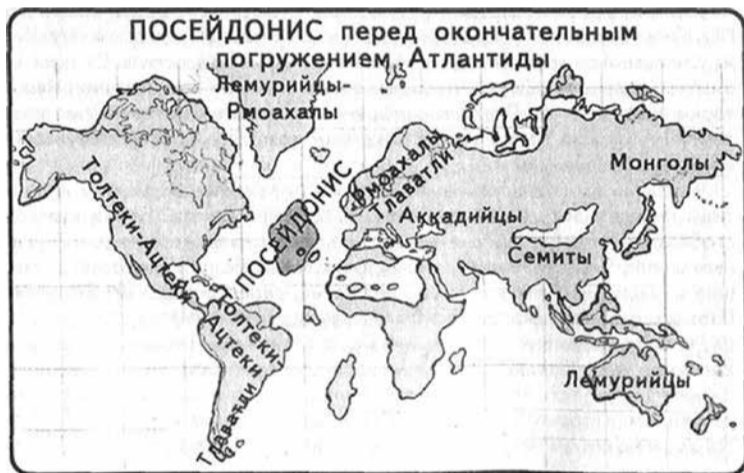 ПОСЕЙДОНИС перед окончательным
погружением Атлантиды
Лемурийцы-
Рмоахалы
Рмоахалы
Тлаватли
Монголы
Толтеки-Ацтеки
ПОСЕЙДОНИС
Аккадийцы
Семиты
Толтеки-
Ацтеки
Лемурийцы
Тлаватли